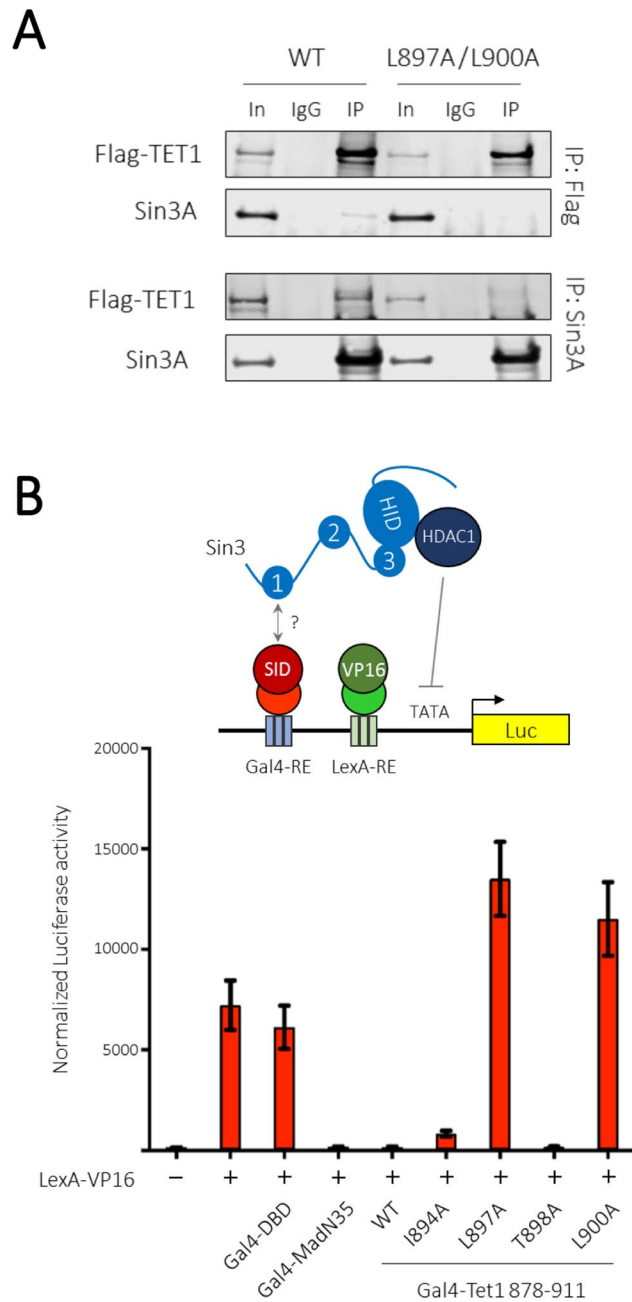 A
WT L897A/L900A
In IgG IP In IgG IP
Flag-TET1
Sin3A
IP: Flag
Flag-TET1
Sin3A
IP: Sin3A
B
Sin3 1 2 3 HID HDAC1
?
SID VP16
TATA
Luc
Gal4-RE LexA-RE
Normalized Luciferase activity
20000
15000
10000
5000
LexA-VP16 − + + + + + + + +
Gal4-DBD
Gal4-MadN35
WT
I894A
L897A
T898A
L900A
Gal4-Tet1 878-911